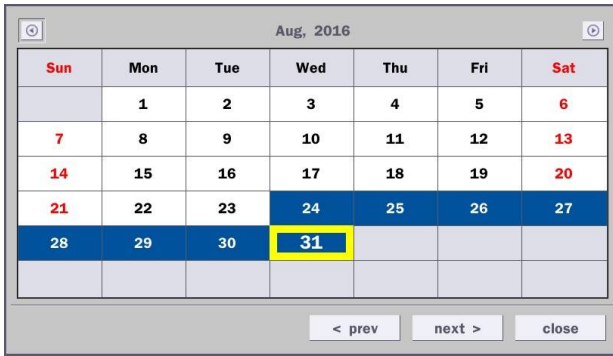 Aug, 2016
Sun Mon Tue Wed Thu Fri Sat
1 2 3 4 5 6
7 8 9 10 11 12 13
14 15 16 17 18 19 20
21 22 23 24 25 26 27
28 29 30 31
< prev next > close